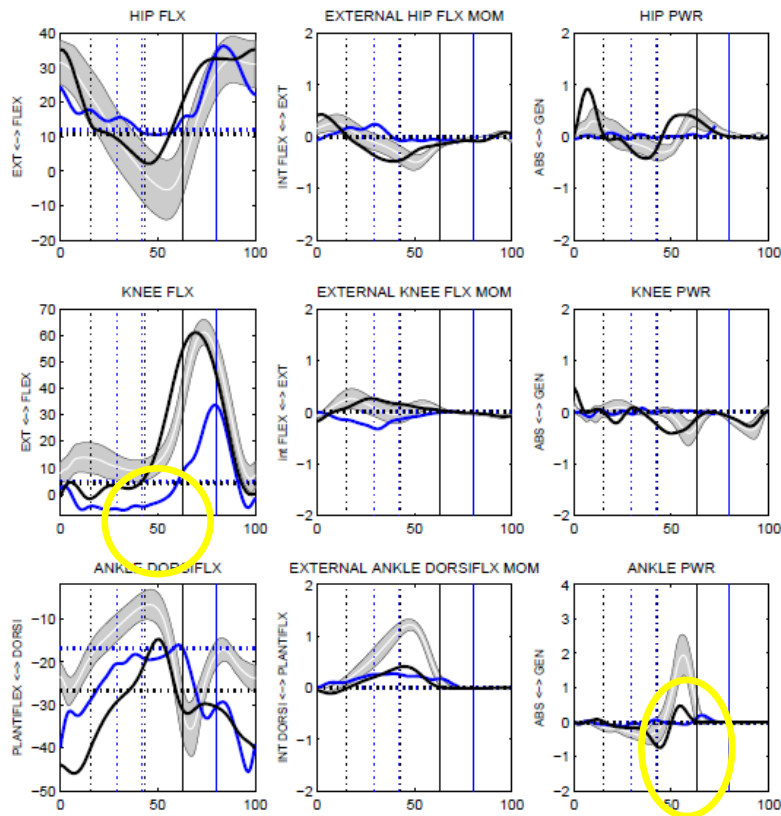 HIP FLX
EXT <-> FLEX
40
30
20
10
0
−10
−20
0 50 100
EXTERNAL HIP FLX MOM
INT FLEX <-> EXT
2
1
0
−1
−2
0 50 100
HIP PWR
ABS <-> GEN
2
1
0
−1
−2
0 50 100
KNEE FLX
EXT <-> FLEX
70
60
50
40
30
20
10
0
0 50 100
EXTERNAL KNEE FLX MOM
int FLEX <-> EXT
2
1
0
−1
−2
0 50 100
KNEE PWR
ABS <-> GEN
2
1
0
−1
−2
0 50 100
ANKLE DORSIFLX
PLANTIFLEX <-> DORSI
−10
−20
−30
−40
−50
0 50 100
EXTERNAL ANKLE DORSIFLX MOM
INT DORSI <-> PLANTIFLX
2
1
0
−1
−2
0 50 100
ANKLE PWR
ABS <-> GEN
4
3
2
1
0
−1
−2
0 50 100